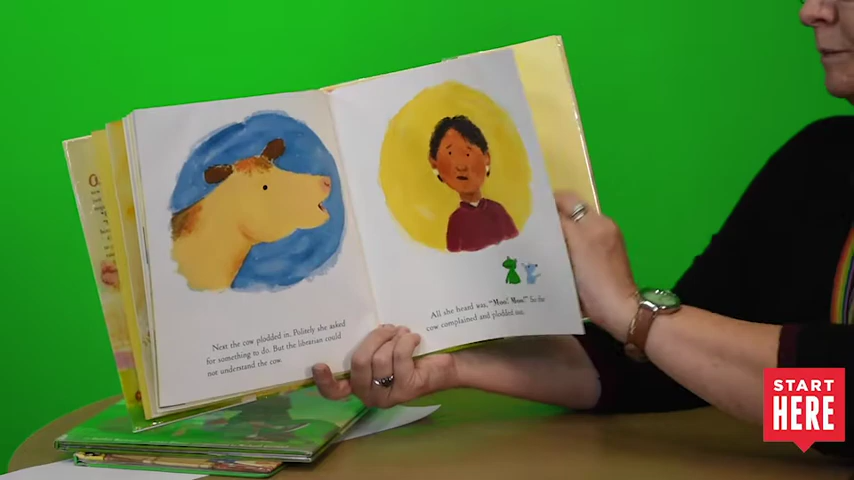 Next the cow plodded in. Politely she asked
for something to do. But the librarian could
not understand the cow.
All she heard was, "Moo! Moo!" So the
cow complained and plodded out.
START
HERE